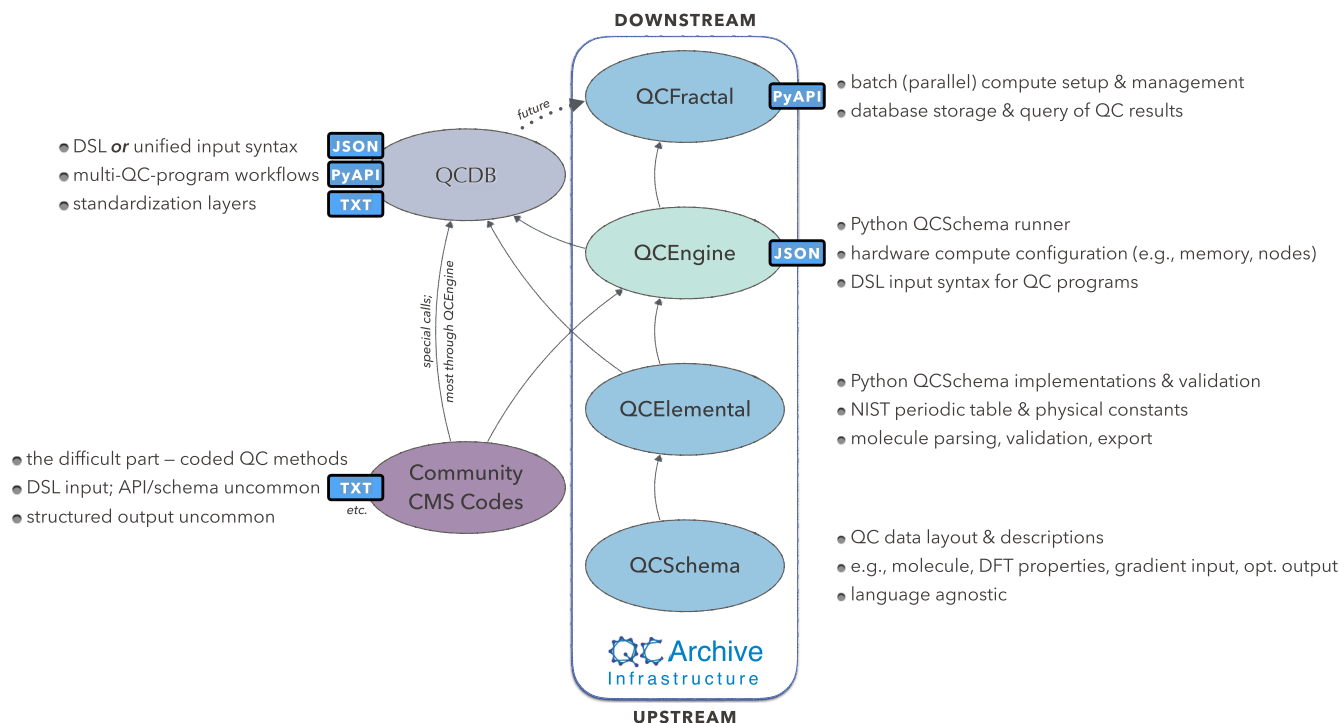 DOWNSTREAM
QCFractal
PyAPI
batch (parallel) compute setup & management
database storage & query of QC results
future
DSL or unified input syntax
multi-QC-program workflows
standardization layers
JSON
PyAPI
TXT
QCDB
QCEngine
JSON
Python QCSchema runner
hardware compute configuration (e.g., memory, nodes)
DSL input syntax for QC programs
special calls;
most through QCEngine
QCElemental
Python QCSchema implementations & validation
NIST periodic table & physical constants
molecule parsing, validation, export
the difficult part – coded QC methods
DSL input; API/schema uncommon
structured output uncommon
TXT
etc.
Community
CMS Codes
QCSchema
QC data layout & descriptions
e.g., molecule, DFT properties, gradient input, opt. output
language agnostic
QC Archive
Infrastructure
UPSTREAM